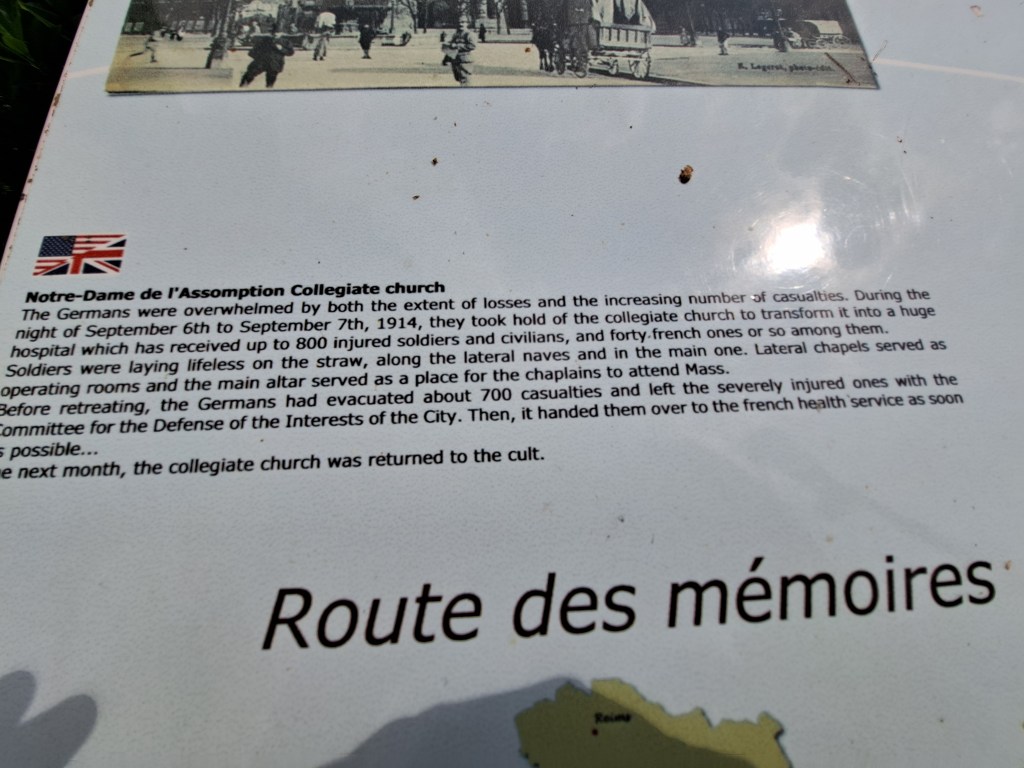 E. Legeret, photo-edit.
Notre-Dame de l'Assomption Collegiate church
The Germans were overwhelmed by both the extent of losses and the increasing number of casualties. During the
night of September 6th to September 7th, 1914, they took hold of the collegiate church to transform it into a huge
hospital which has received up to 800 injured soldiers and civilians, and forty french ones or so among them.
Soldiers were laying lifeless on the straw, along the lateral naves and in the main one. Lateral chapels served as
operating rooms and the main altar served as a place for the chaplains to attend Mass.
Before retreating, the Germans had evacuated about 700 casualties and left the severely injured ones with the
Committee for the Defense of the Interests of the City. Then, it handed them over to the french health service as soon
s possible...
e next month, the collegiate church was returned to the cult.
Route des mémoires
Reims